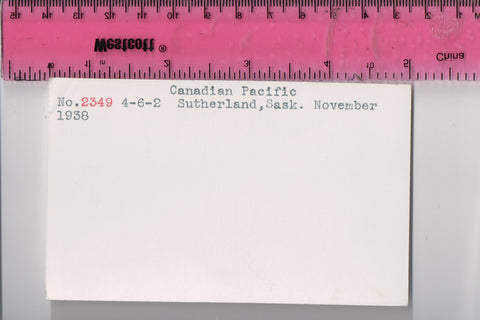 Westcott ®
China
Canadian Pacific
No.2349 4-6-2 Sutherland,Sask. November
1938